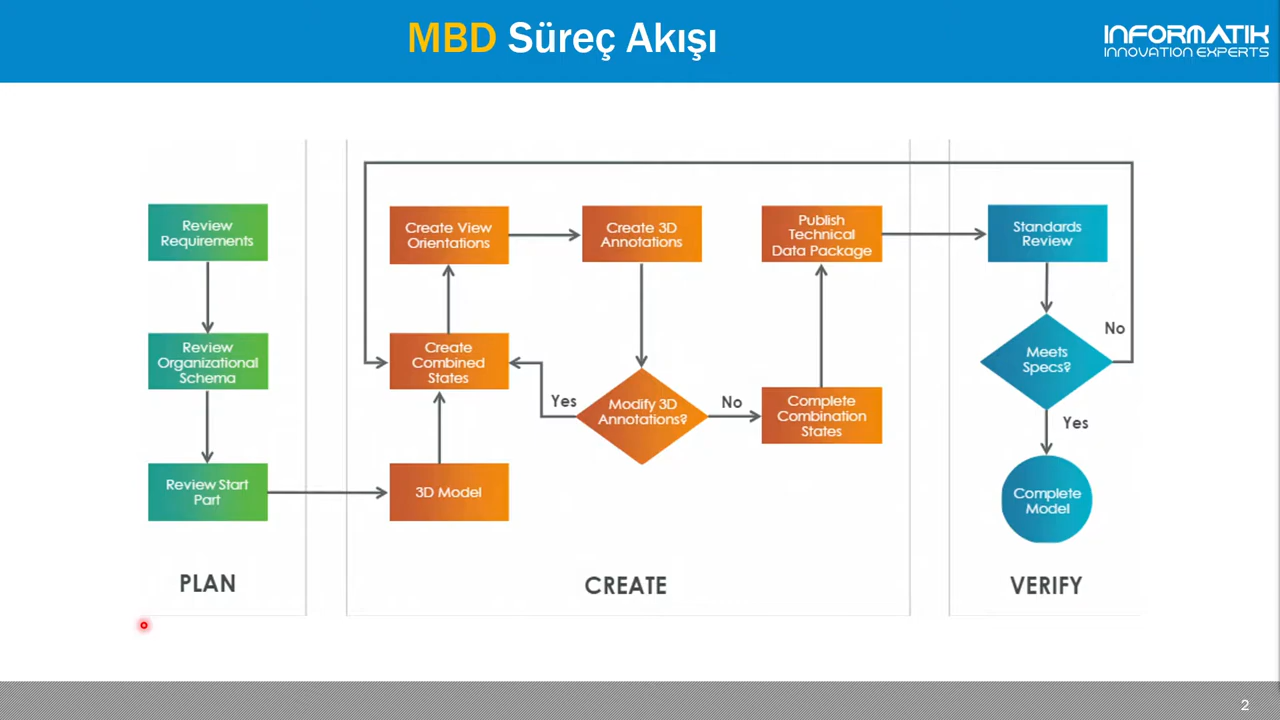 MBD Süreç Akışı
INFORMATIK
INNOVATION EXPERTS
Review
Requirements
Review
Organizational
Schema
Review Start
Part
PLAN
Create View
Orientations
Create 3D
Annotations
Publish
Technical
Data Package
Create
Combined
States
Yes
Modify 3D
Annotations?
No
Complete
Combination
States
3D Model
CREATE
Standards
Review
No
Meets
Specs?
Yes
Complete
Model
VERIFY
2